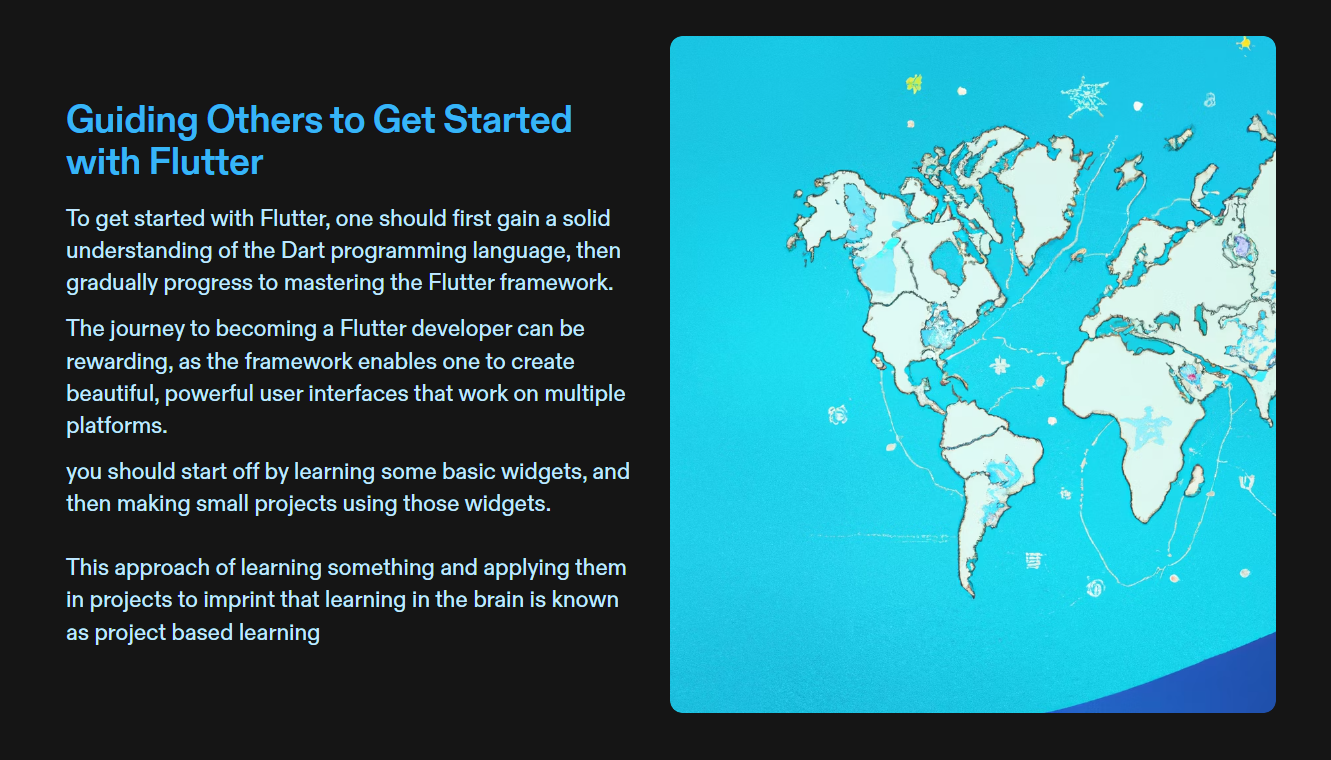 Guiding Others to Get Started
with Flutter
To get started with Flutter, one should first gain a solid
understanding of the Dart programming language, then
gradually progress to mastering the Flutter framework.
The journey to becoming a Flutter developer can be
rewarding, as the framework enables one to create
beautiful, powerful user interfaces that work on multiple
platforms.
you should start off by learning some basic widgets, and
then making small projects using those widgets.
This approach of learning something and applying them
in projects to imprint that learning in the brain is known
as project based learning